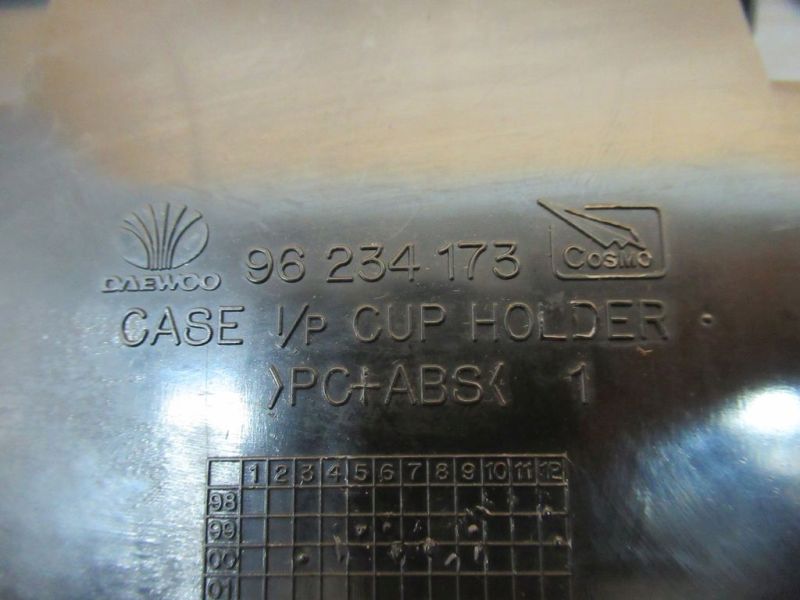 DAEWOO 96 234 173 COSMO
CASE I/P CUP HOLDER
>PC+ABS< 1
1 2 3 4 5 6 7 8 9 10 11 12
98
99
00
01